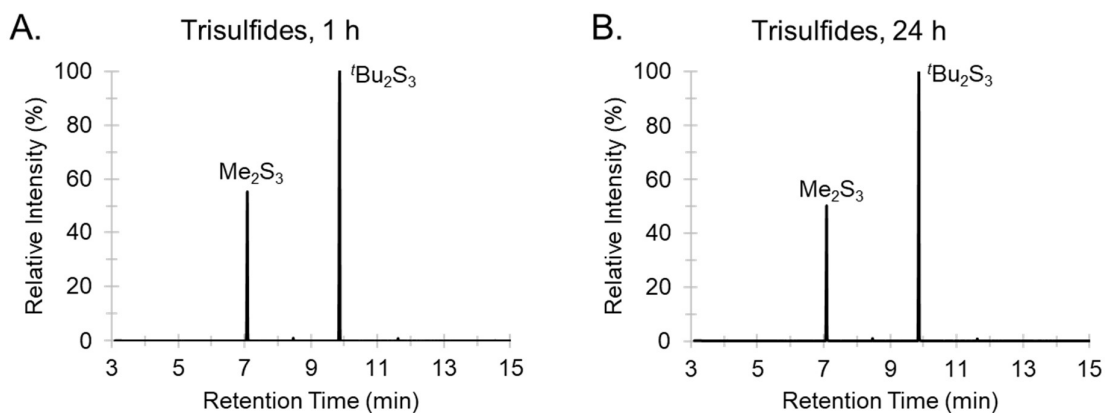 A.
Trisulfides, 1 h
100
80
60
40
20
0
Relative Intensity (%)
Me₂S₃
ᵗBu₂S₃
3 5 7 9 11 13 15
Retention Time (min)
B.
Trisulfides, 24 h
100
80
60
40
20
0
Relative Intensity (%)
Me₂S₃
ᵗBu₂S₃
3 5 7 9 11 13 15
Retention Time (min)